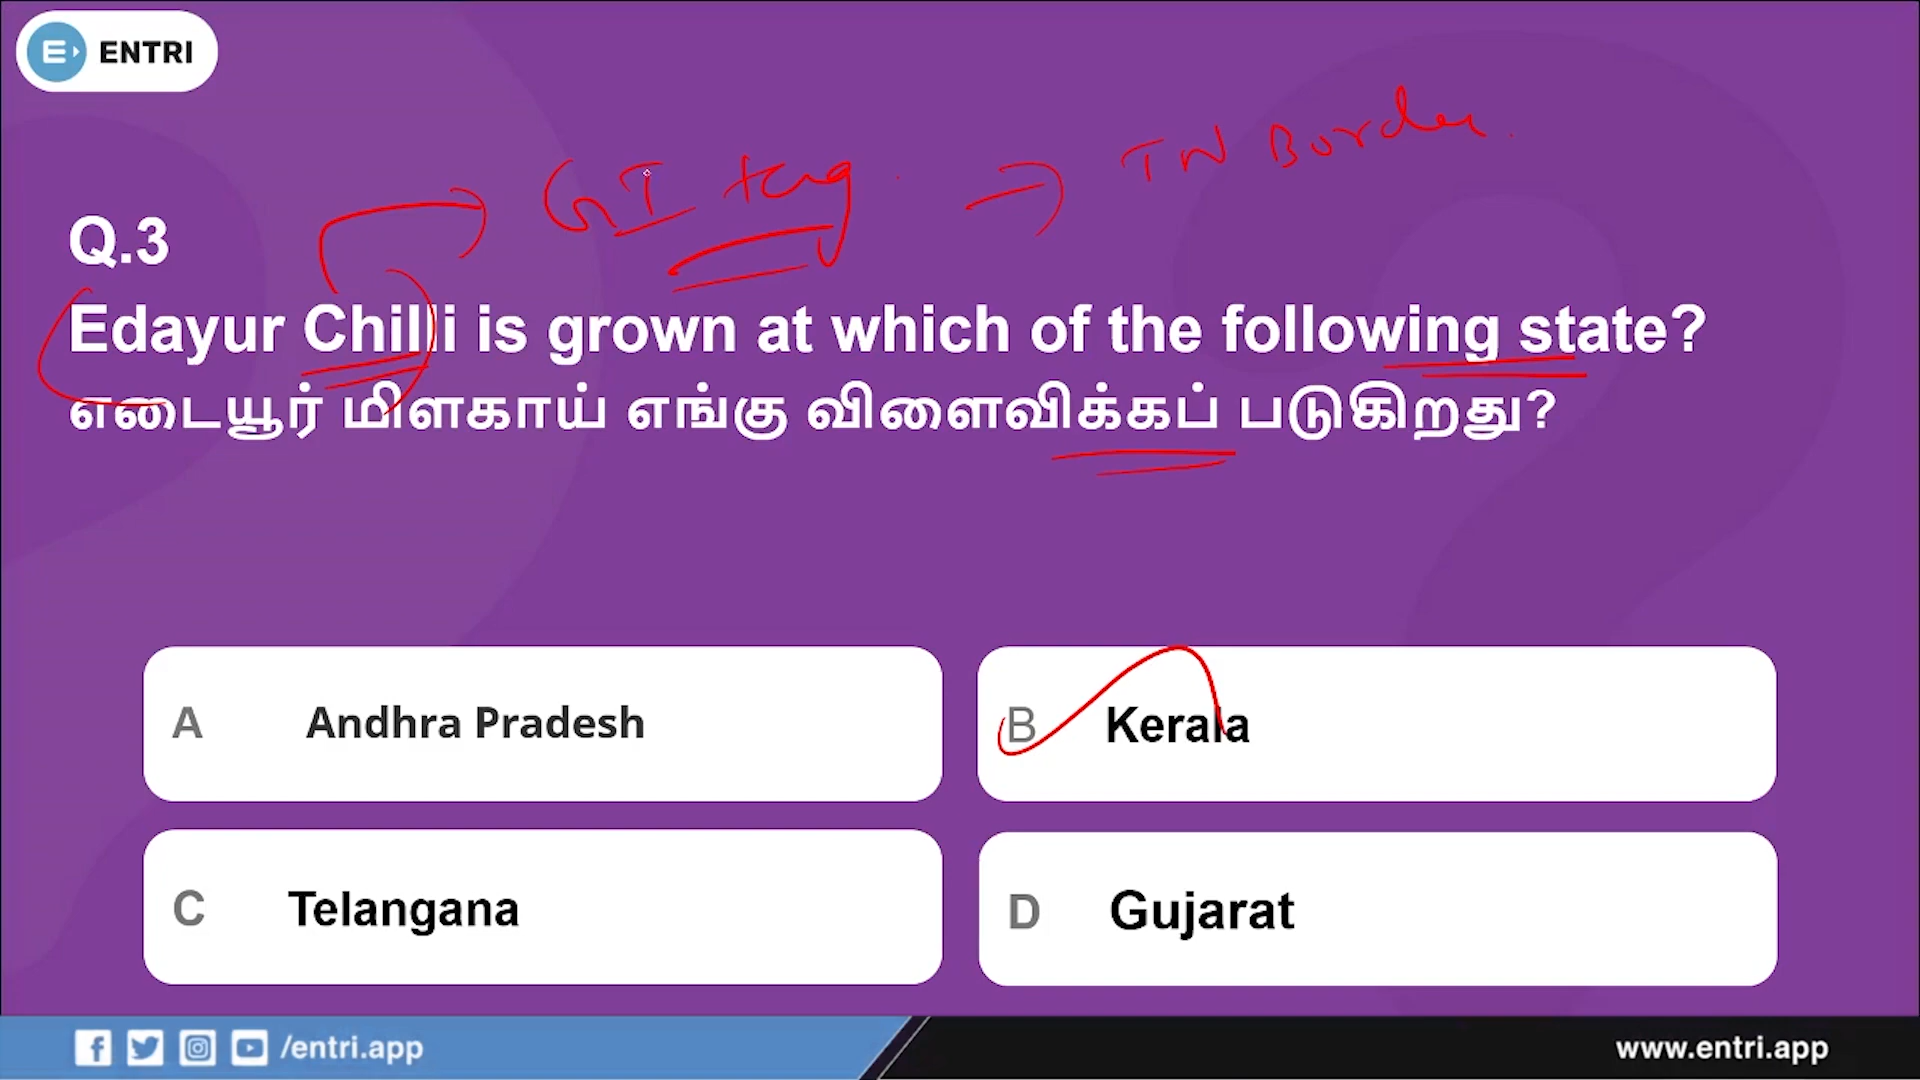 ENTRI
GI tag → TN Border.
Q.3
Edayur Chilli is grown at which of the following state?
எடையூர் மிளகாய் எங்கு விளைவிக்கப் படுகிறது?
A Andhra Pradesh
B Kerala
C Telangana
D Gujarat
/entri.app
www.entri.app